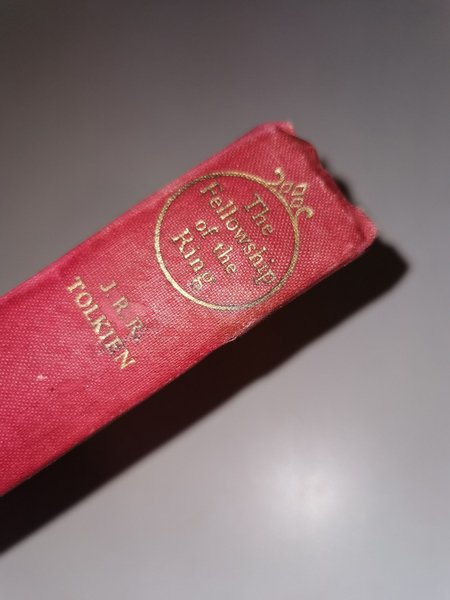 The
Fellowship
of the
Ring
J R R.
TOLKIEN